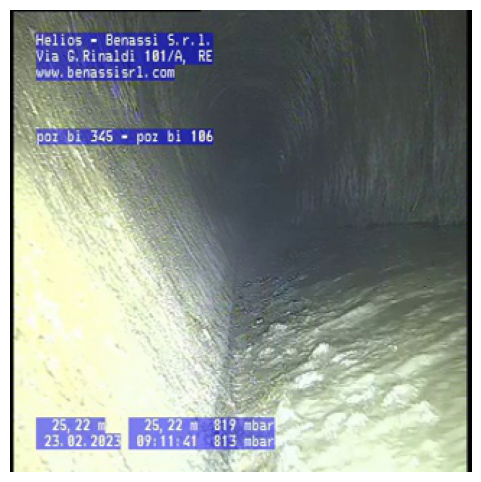 Helios - Benassi S.r.l.
Via G.Rinaldi 101/A, RE
www.benassisrl.com
poz bi 345 - poz bi 106
25,22 m 25,22 m 819 mbar
23.02.2023 09:11:41 813 mbar